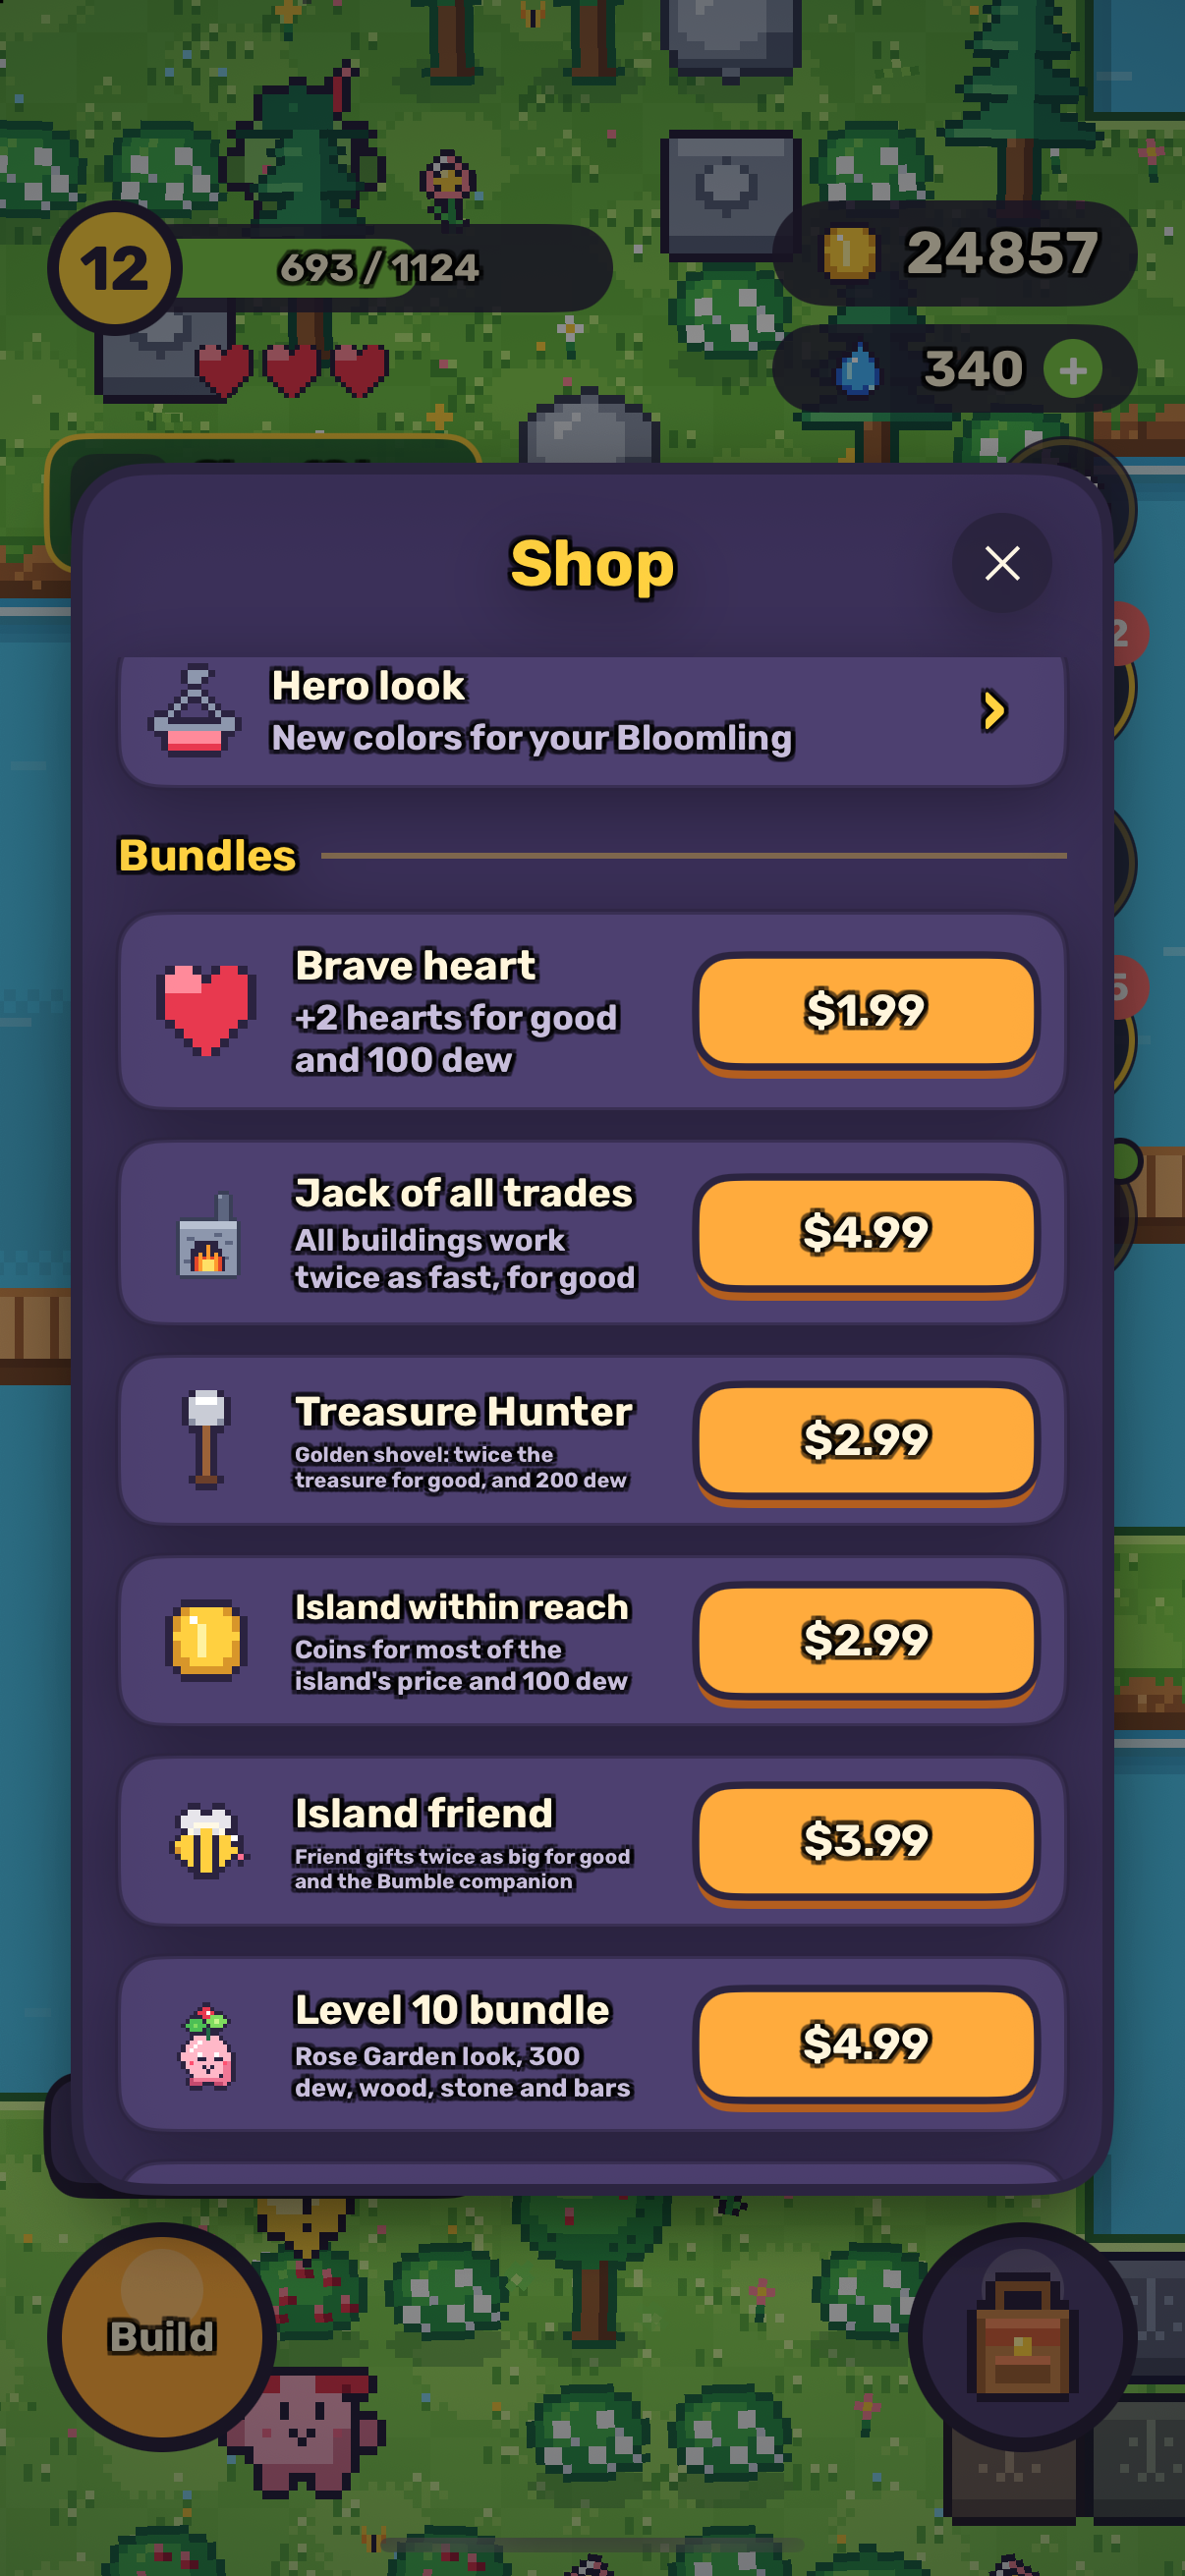 12
693 / 1124
24857
340
Shop
2
Hero look
New colors for your Bloomling
Bundles
5
Brave heart
+2 hearts for good
and 100 dew
$1.99
Jack of all trades
All buildings work
twice as fast, for good
$4.99
Treasure Hunter
Golden shovel: twice the
treasure for good, and 200 dew
$2.99
Island within reach
Coins for most of the
island's price and 100 dew
$2.99
Island friend
Friend gifts twice as big for good
and the Bumble companion
$3.99
Level 10 bundle
Rose Garden look, 300
dew, wood, stone and bars
$4.99
Build